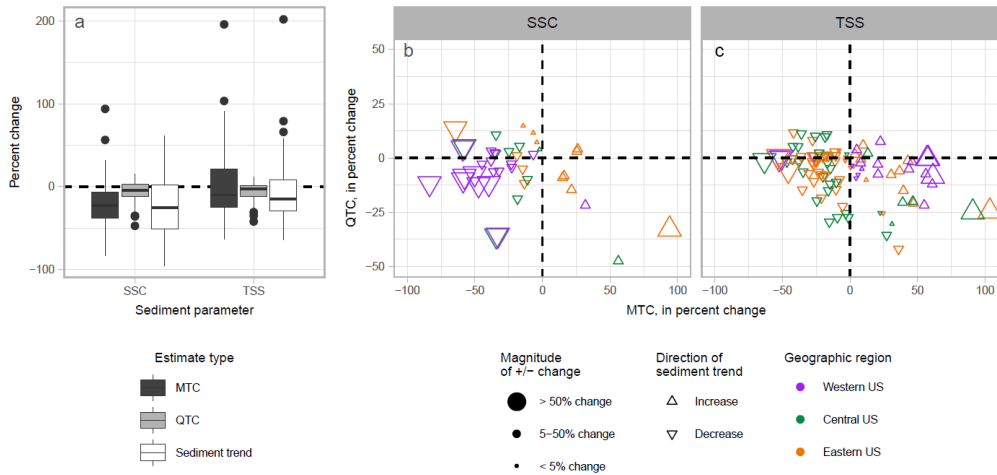 a
200
100
0
−100
Percent change
SSC
TSS
Sediment parameter
SSC
TSS
b
c
50
25
0
−25
−50
QTC, in percent change
−100
−50
0
50
100
−100
−50
0
50
100
MTC, in percent change
Estimate type
MTC
QTC
Sediment trend
Magnitude
of +/− change
> 50% change
5−50% change
< 5% change
Direction of
sediment trend
Increase
Decrease
Geographic region
Western US
Central US
Eastern US